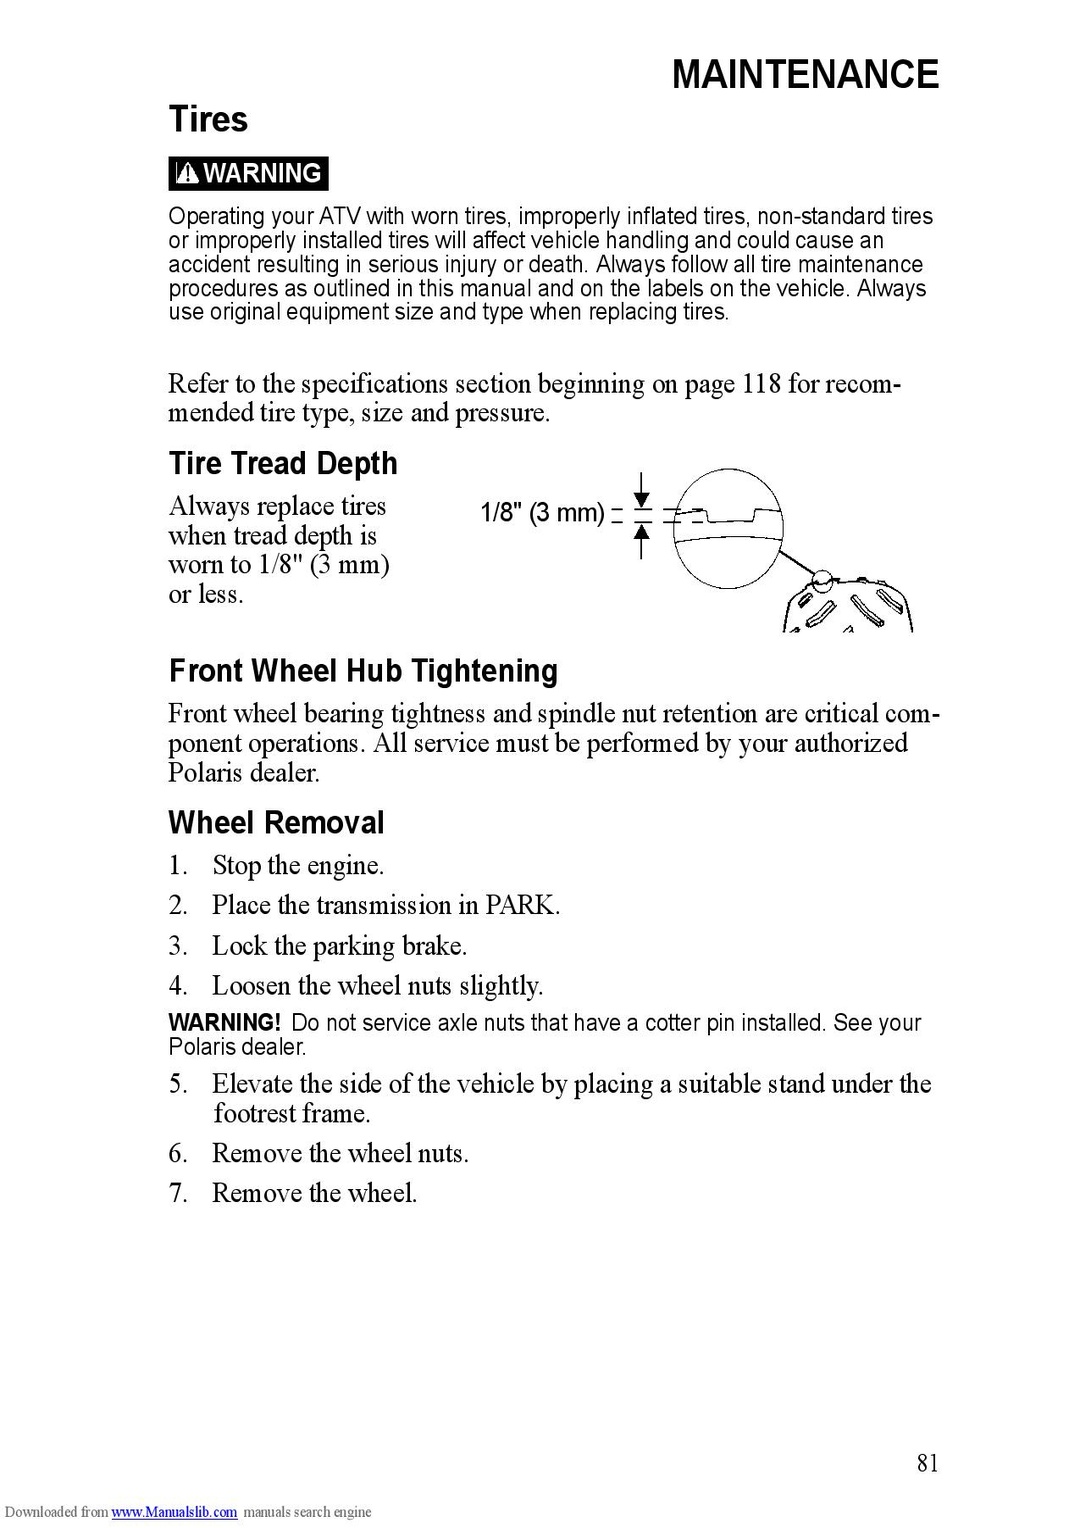 MAINTENANCE
Tires
WARNING
Operating your ATV with worn tires, improperly inflated tires, non-standard tires
or improperly installed tires will affect vehicle handling and could cause an
accident resulting in serious injury or death. Always follow all tire maintenance
procedures as outlined in this manual and on the labels on the vehicle. Always
use original equipment size and type when replacing tires.
Refer to the specifications section beginning on page 118 for recom-
mended tire type, size and pressure.
Tire Tread Depth
Always replace tires
when tread depth is
worn to 1/8" (3 mm)
or less.
1/8" (3 mm)
Front Wheel Hub Tightening
Front wheel bearing tightness and spindle nut retention are critical com-
ponent operations. All service must be performed by your authorized
Polaris dealer.
Wheel Removal
1. Stop the engine.
2. Place the transmission in PARK.
3. Lock the parking brake.
4. Loosen the wheel nuts slightly.
WARNING! Do not service axle nuts that have a cotter pin installed. See your
Polaris dealer.
5. Elevate the side of the vehicle by placing a suitable stand under the
footrest frame.
6. Remove the wheel nuts.
7. Remove the wheel.
81
Downloaded from www.Manualslib.com manuals search engine